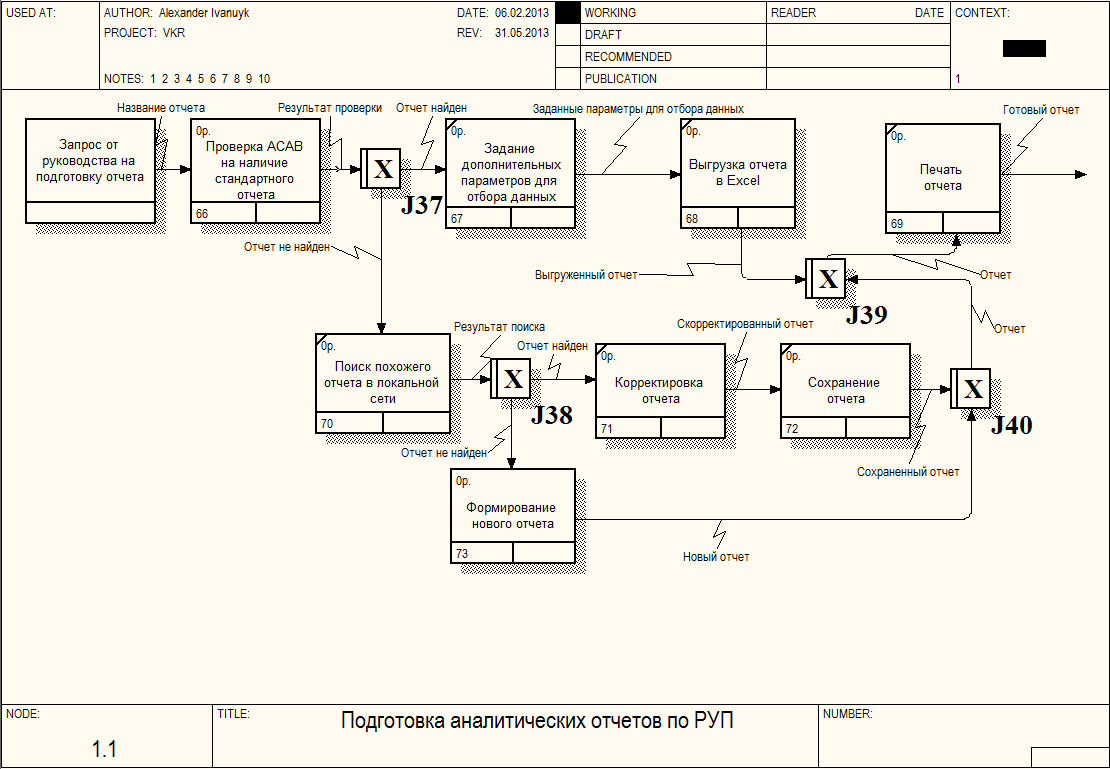 USED AT:
AUTHOR: Alexander Ivanuyk
DATE: 06.02.2013
WORKING
READER
DATE
CONTEXT:
PROJECT: VKR
REV: 31.05.2013
DRAFT
RECOMMENDED
NOTES: 1 2 3 4 5 6 7 8 9 10
PUBLICATION
1
Название отчета
Результат проверки
Отчет найден
Заданные параметры для отбора данных
Готовый отчет
Запрос от
руководства на
подготовку отчета
0р.
Проверка АСАВ
на наличие
стандартного
отчета
66
X
J37
0р.
Задание
дополнительных
параметров для
отбора данных
67
0р.
Выгрузка отчета
в Excel
68
0р.
Печать
отчета
69
Отчет не найден
Выгруженный отчет
X
J39
Отчет
Отчет
Результат поиска
Отчет найден
Скорректированный отчет
0р.
Поиск похожего
отчета в локальной
сети
70
X
J38
0р.
Корректировка
отчета
71
0р.
Сохранение
отчета
72
X
J40
Отчет не найден
Сохраненный отчет
0р.
Формирование
нового отчета
73
Новый отчет
NODE:
1.1
TITLE:
Подготовка аналитических отчетов по РУП
NUMBER: